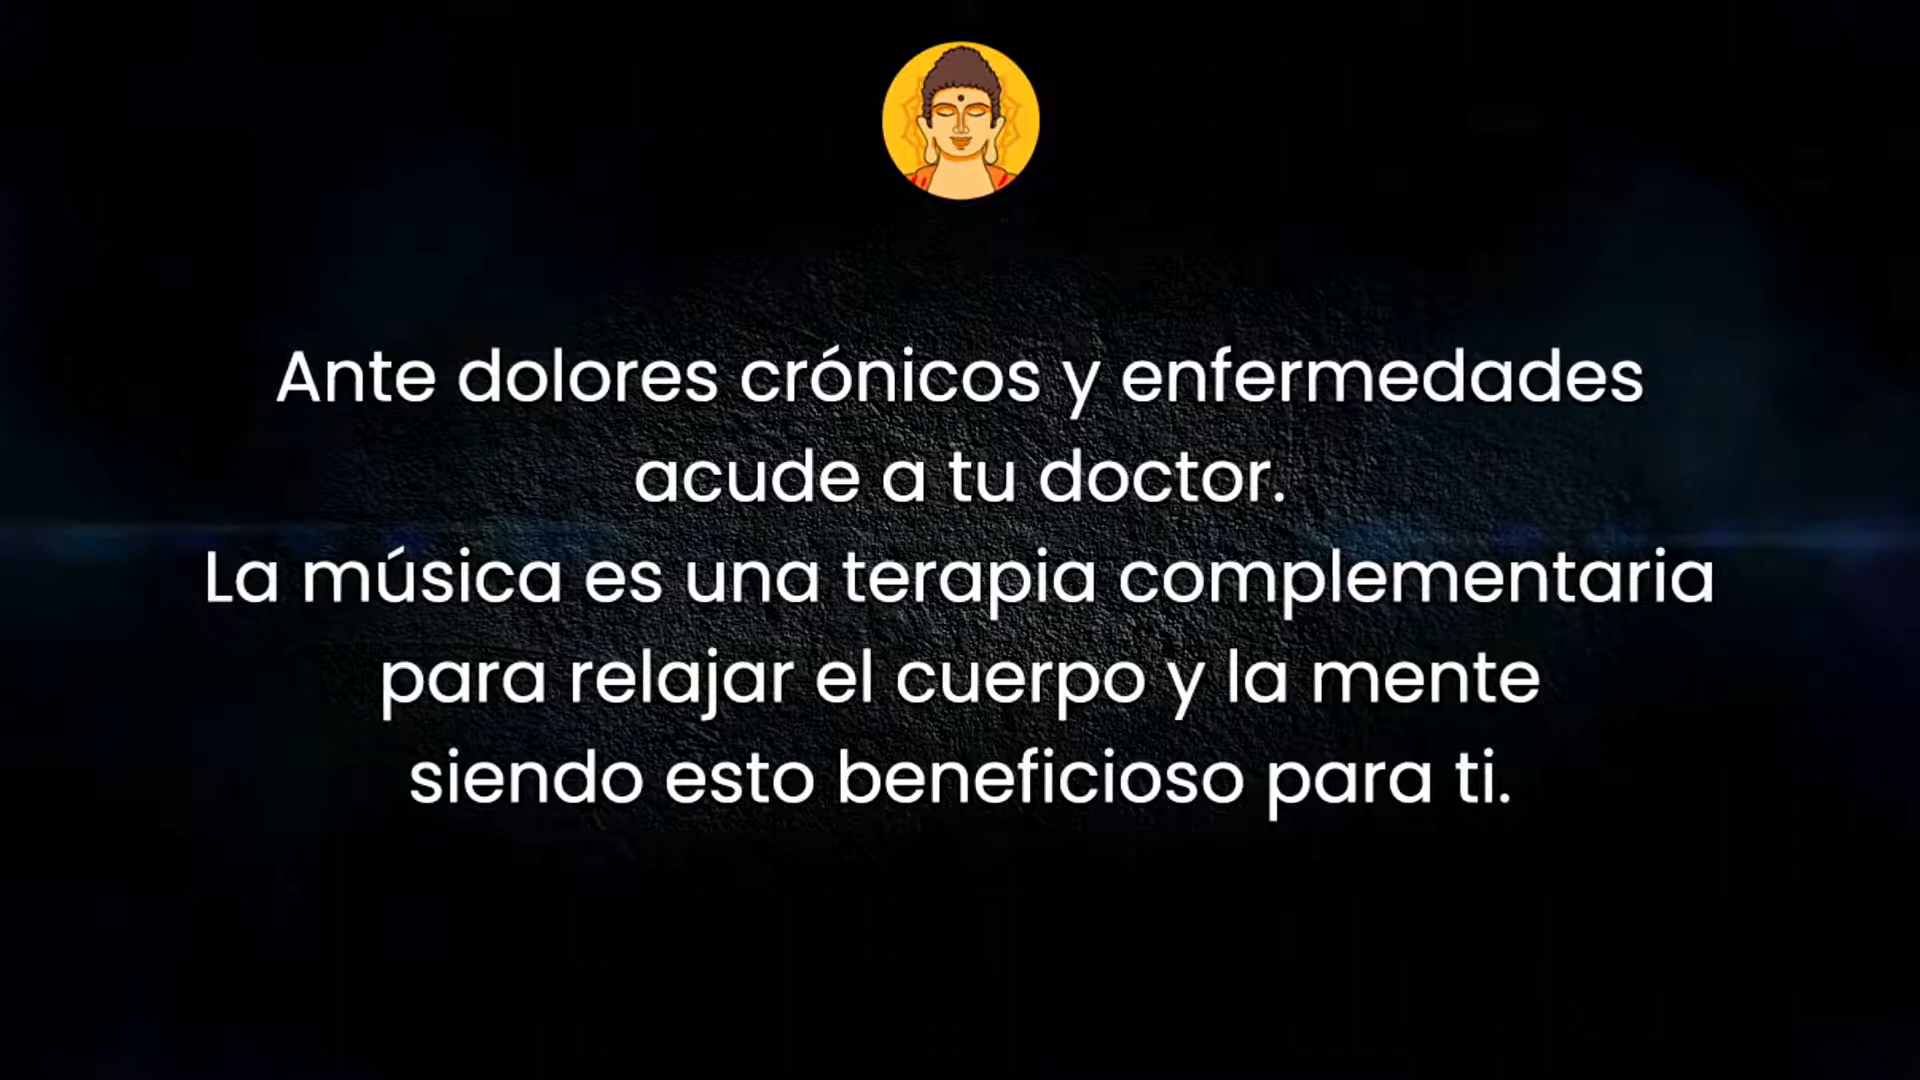 Ante dolores crónicos y enfermedades
acude a tu doctor.
La música es una terapia complementaria
para relajar el cuerpo y la mente
siendo esto beneficioso para ti.